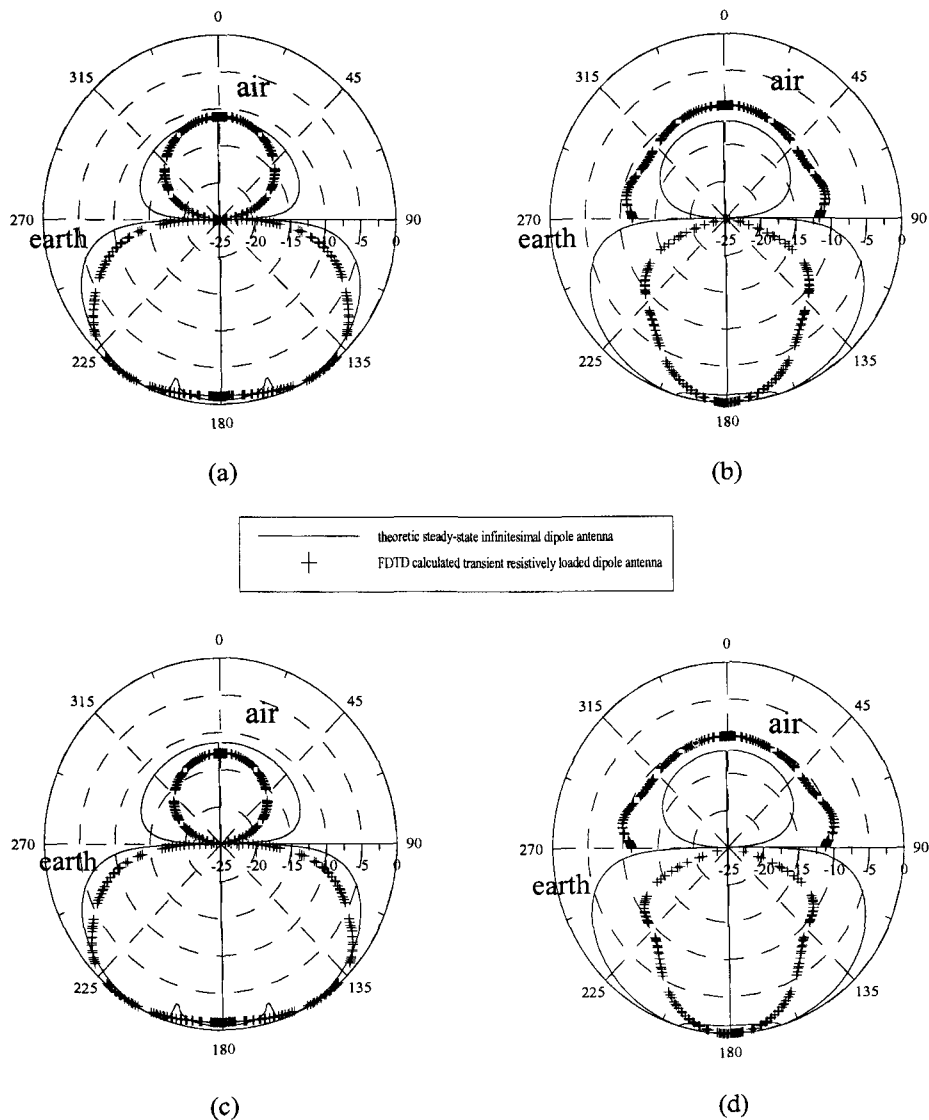 0 0
315 air 45 315 air 45
270 90 270 90
earth -25 -20 -15 -10 -5 0 earth -25 -20 -15 -10 -5 0
225 135 225 135
180 180
(a) (b)
theoretic steady-state infinitesimal dipole antenna
FDTD calculated transient resistively loaded dipole antenna
0 0
315 air 45 315 air 45
270 90 270 90
earth -25 -20 -15 -10 -5 0 earth -25 -20 -15 -10 -5 0
225 135 225 135
180 180
(c) (d)